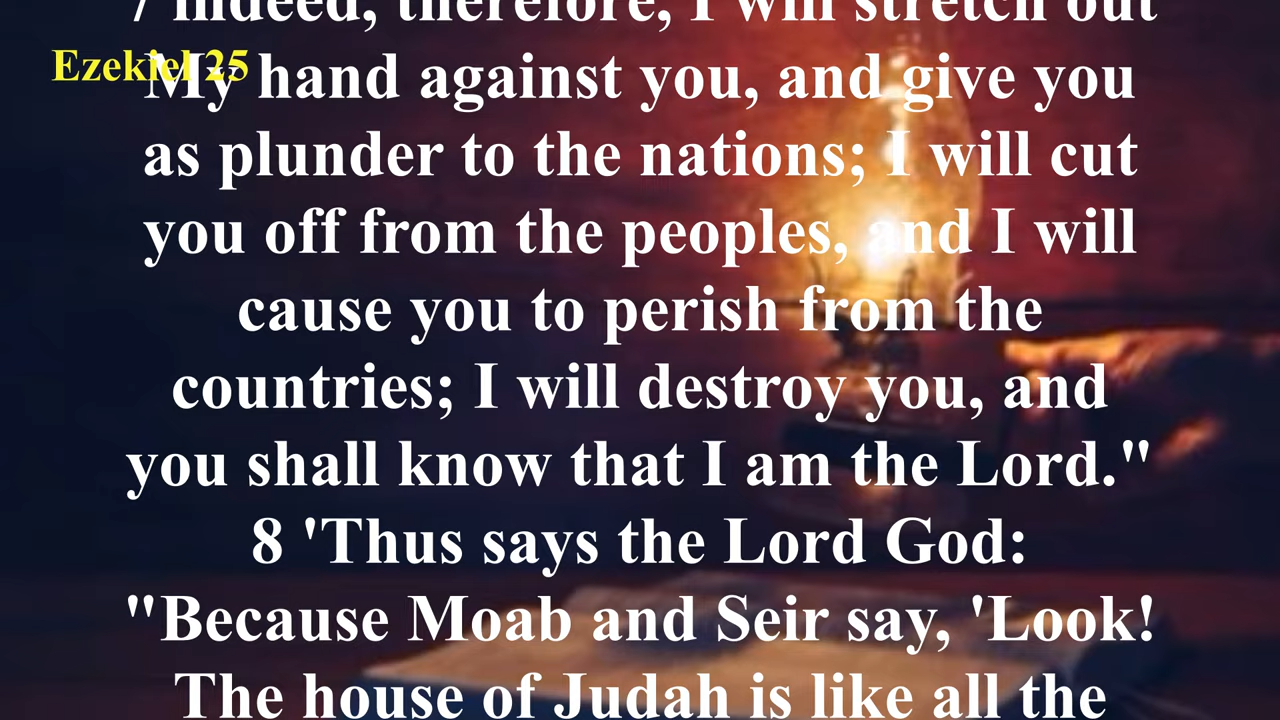 7 indeed, therefore, I will stretch out
Ezekiel 25
My hand against you, and give you
as plunder to the nations; I will cut
you off from the peoples, and I will
cause you to perish from the
countries; I will destroy you, and
you shall know that I am the Lord."
8 'Thus says the Lord God:
"Because Moab and Seir say, 'Look!
The house of Judah is like all the